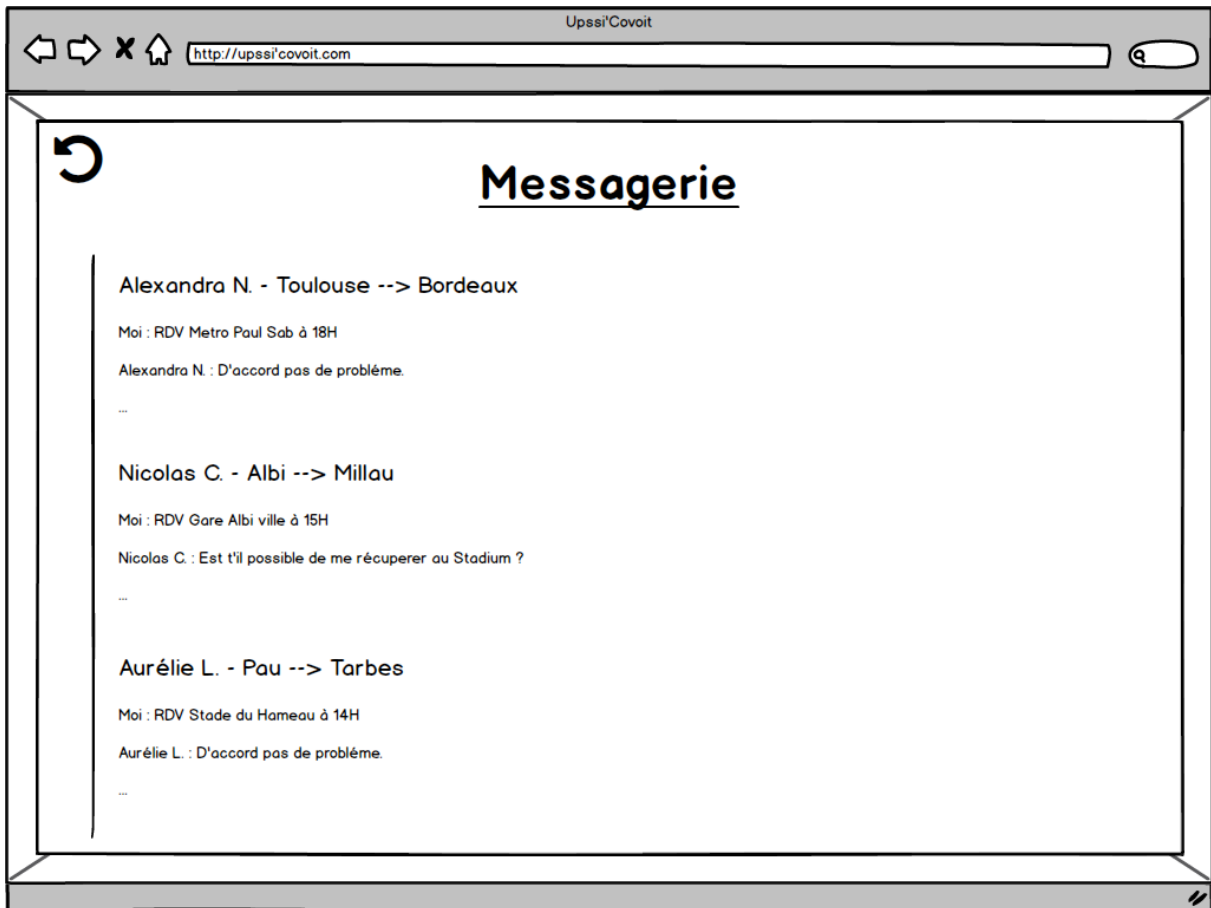 Upssi'Covoit
http://upssi'covoit.com
Messagerie
Alexandra N. - Toulouse --> Bordeaux
Moi : RDV Metro Paul Sab à 18H
Alexandra N. : D'accord pas de probléme.
...
Nicolas C. - Albi --> Millau
Moi : RDV Gare Albi ville à 15H
Nicolas C. : Est t'il possible de me récuperer au Stadium ?
...
Aurélie L. - Pau --> Tarbes
Moi : RDV Stade du Hameau à 14H
Aurélie L. : D'accord pas de probléme.
...